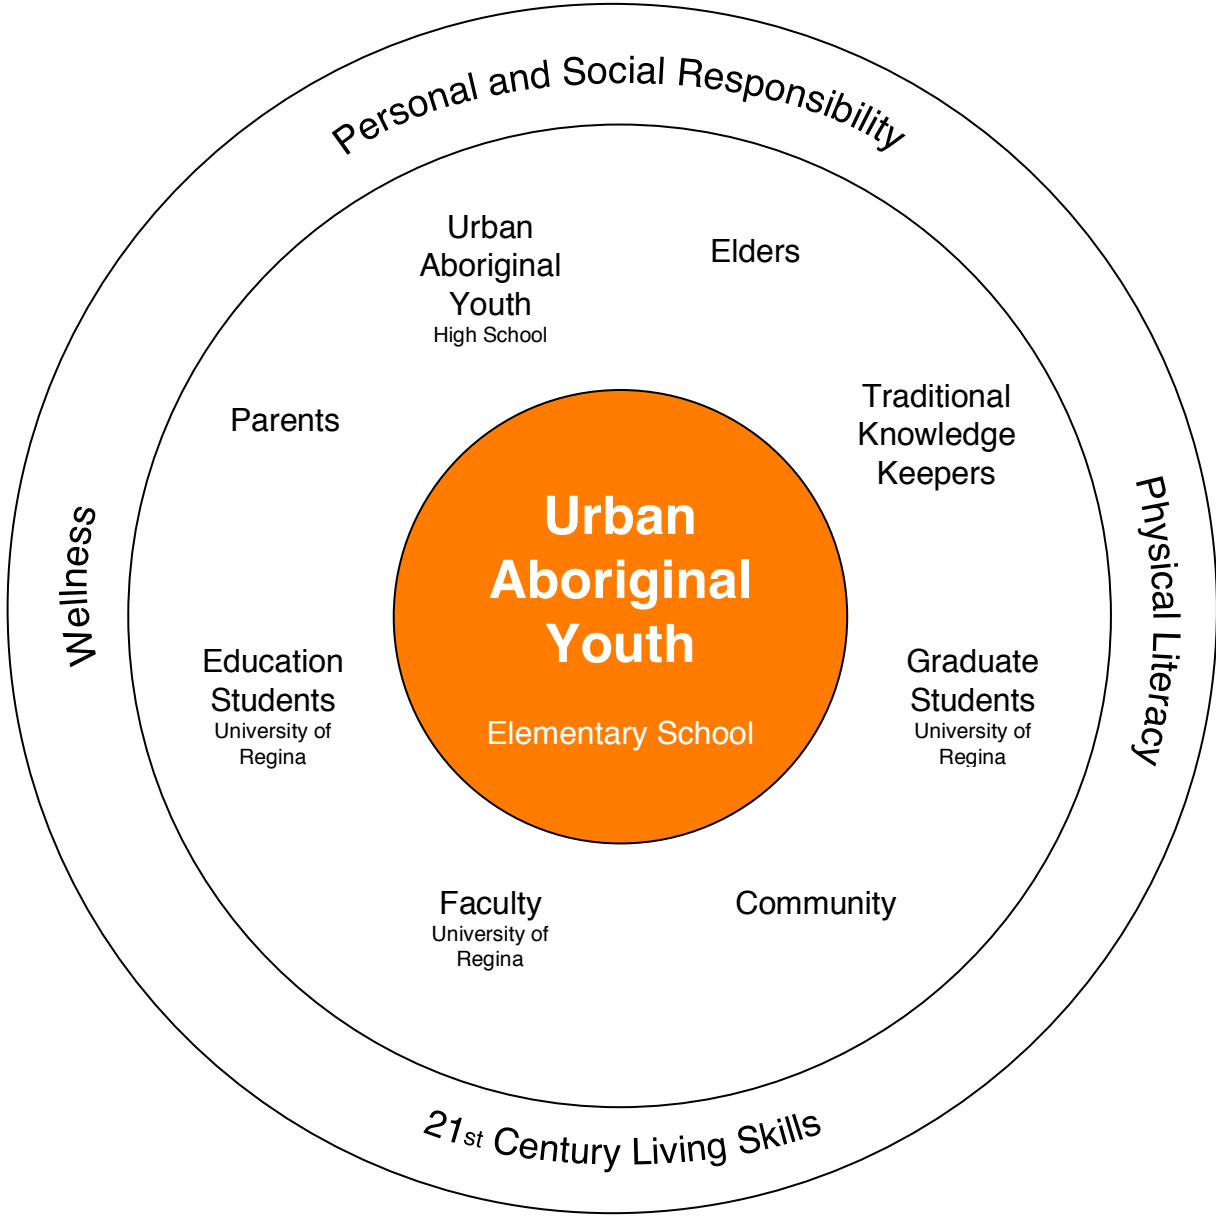 Personal and Social Responsibility
Urban
Aboriginal
Youth
High School
Elders
Parents
Traditional
Knowledge
Keepers
Wellness
Urban
Aboriginal
Youth
Elementary School
Physical Literacy
Education
Students
University of
Regina
Graduate
Students
University of
Regina
Faculty
University of
Regina
Community
21st Century Living Skills